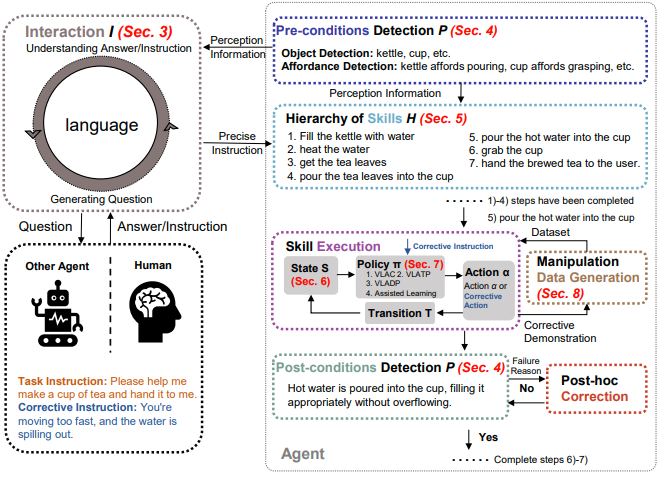 Interaction I (Sec. 3)
Understanding Answer/Instruction
language
Generating Question
Question
Answer/Instruction
Other Agent
Human
Task Instruction: Please help me
make a cup of tea and hand it to me.
Corrective Instruction: You're
moving too fast, and the water is
spilling out.
Perception
Information
Precise
Instruction
Pre-conditions Detection P (Sec. 4)
Object Detection: kettle, cup, etc.
Affordance Detection: kettle affords pouring, cup affords grasping, etc.
Perception Information
Hierarchy of Skills H (Sec. 5)
1. Fill the kettle with water
2. heat the water
3. get the tea leaves
4. pour the tea leaves into the cup
5. pour the hot water into the cup
6. grab the cup
7. hand the brewed tea to the user.
1)-4) steps have been completed
5) pour the hot water into the cup
Dataset
Skill Execution
Corrective Instruction
State S
(Sec. 6)
Policy π (Sec. 7)
1. VLAC 2. VLATP
3. VLADP
4. Assisted Learning
Action α
Action α or
Corrective
Action
Transition T
Manipulation
Data Generation
(Sec. 8)
Corrective
Demonstration
Post-conditions Detection P (Sec. 4)
Hot water is poured into the cup, filling it
appropriately without overflowing.
Failure
Reason
No
Post-hoc
Correction
Yes
Complete steps 6)-7)
Agent